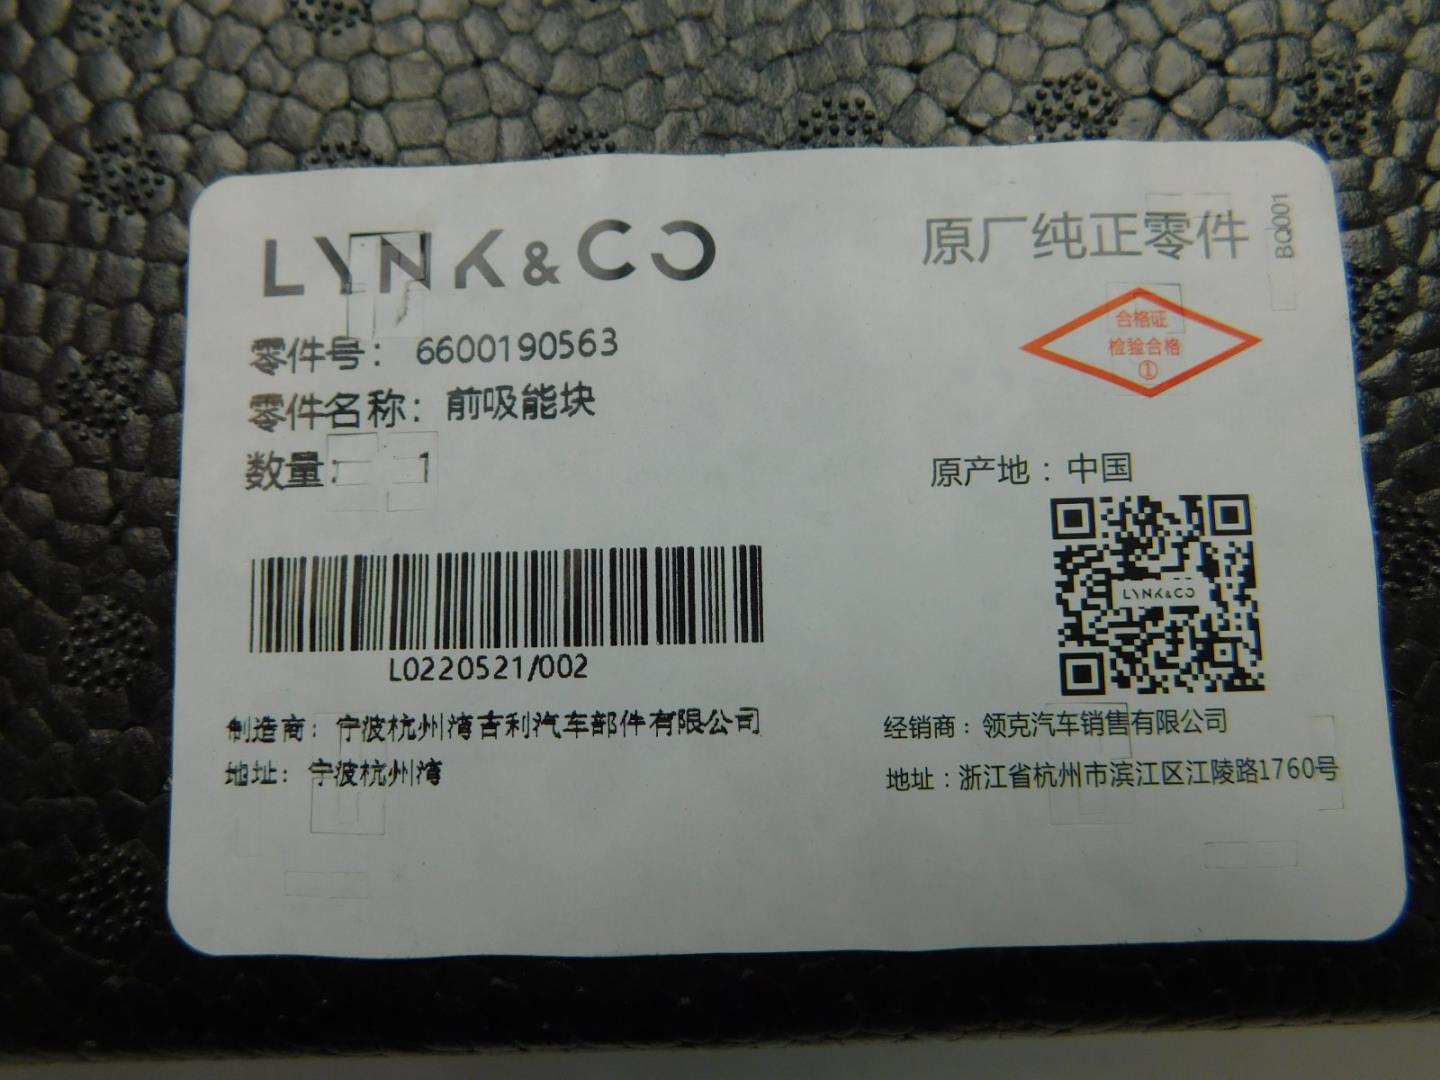 LYNK & CO
原厂纯正零件
BQ001
合格证
检验合格
①
零件号： 6600190563
零件名称：前吸能块
数量： 1
原产地：中国
LYNK&CO
L0220521/002
制造商：宁波杭州湾吉利汽车部件有限公司
地址：宁波杭州湾
经销商：领克汽车销售有限公司
地址：浙江省杭州市滨江区江陵路1760号